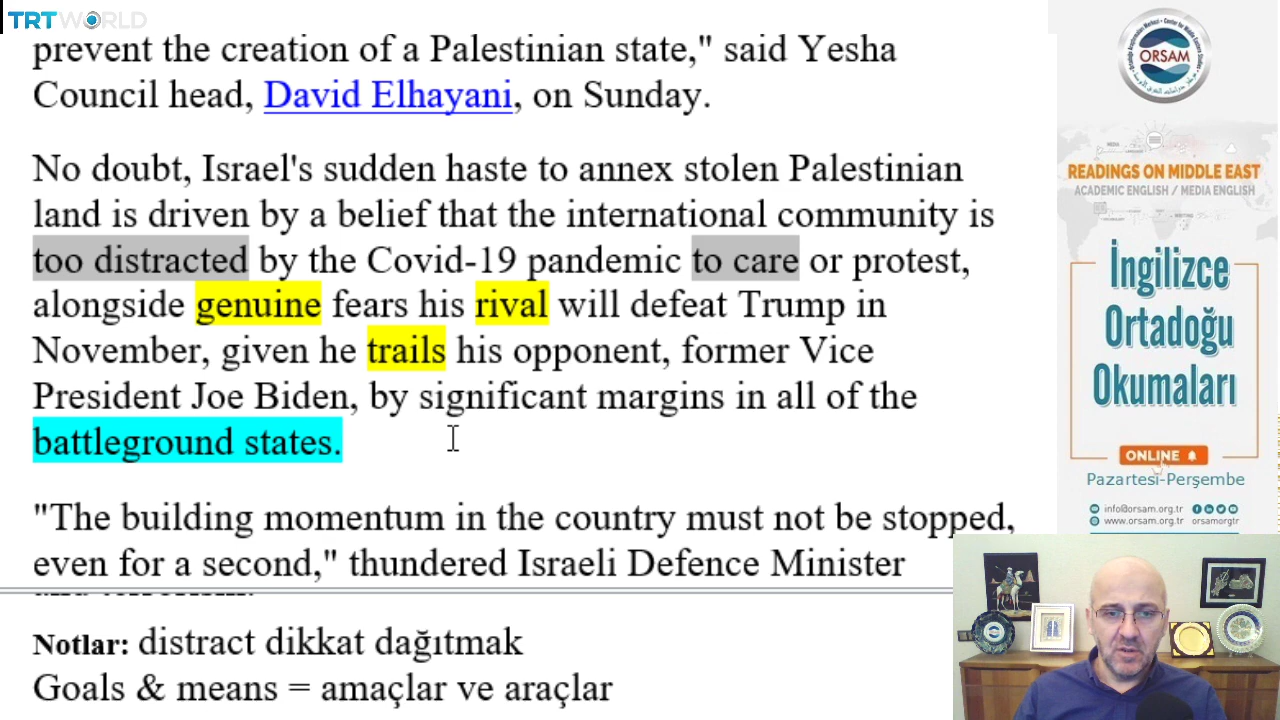 TRT WORLD
prevent the creation of a Palestinian state," said Yesha
Council head, David Elhayani, on Sunday.
No doubt, Israel's sudden haste to annex stolen Palestinian
land is driven by a belief that the international community is
too distracted by the Covid-19 pandemic to care or protest,
alongside genuine fears his rival will defeat Trump in
November, given he trails his opponent, former Vice
President Joe Biden, by significant margins in all of the
battleground states.
"The building momentum in the country must not be stopped,
even for a second," thundered Israeli Defence Minister
Notlar: distract dikkat dağıtmak
Goals & means = amaçlar ve araçlar
ORSAM
READINGS ON MIDDLE EAST
ACADEMIC ENGLISH / MEDIA ENGLISH
İngilizce
Ortadoğu
Okumaları
ONLINE
Pazartesi-Perşembe
info@orsam.org.tr
www.orsam.org.tr orsamorgtr